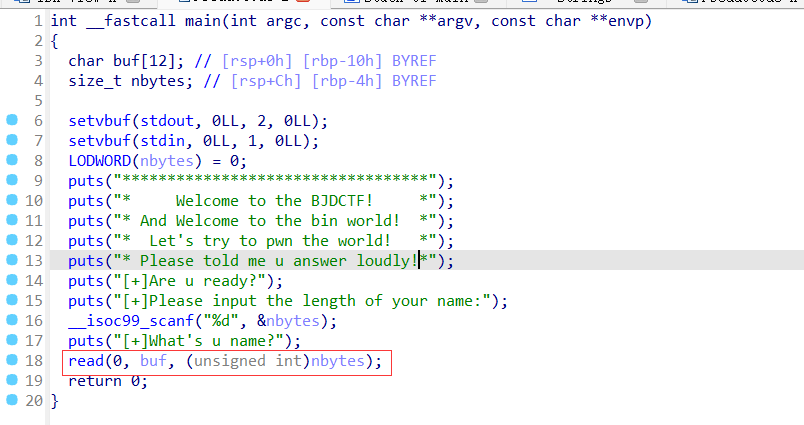 1 int __fastcall main(int argc, const char **argv, const char **envp)
2 {
3 char buf[12]; // [rsp+0h] [rbp-10h] BYREF
4 size_t nbytes; // [rsp+Ch] [rbp-4h] BYREF
5
6 setvbuf(stdout, 0LL, 2, 0LL);
7 setvbuf(stdin, 0LL, 1, 0LL);
8 LODWORD(nbytes) = 0;
9 puts("**********************************");
10 puts("*     Welcome to the BJDCTF!     *");
11 puts("* And Welcome to the bin world!  *");
12 puts("*  Let's try to pwn the world!   *");
13 puts("* Please told me u answer loudly!*");
14 puts("[+]Are u ready?");
15 puts("[+]Please input the length of your name:");
16 __isoc99_scanf("%d", &nbytes);
17 puts("[+]What's u name?");
18 read(0, buf, (unsigned int)nbytes);
19 return 0;
20 }